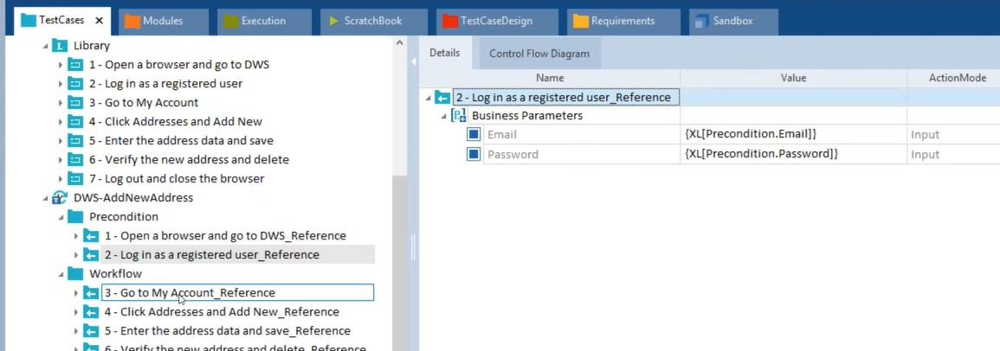 TestCases ✕ Modules Execution ScratchBook TestCaseDesign Requirements Sandbox
Library
1 - Open a browser and go to DWS
2 - Log in as a registered user
3 - Go to My Account
4 - Click Addresses and Add New
5 - Enter the address data and save
6 - Verify the new address and delete
7 - Log out and close the browser
DWS-AddNewAddress
Precondition
1 - Open a browser and go to DWS_Reference
2 - Log in as a registered user_Reference
Workflow
3 - Go to My Account_Reference
4 - Click Addresses and Add New_Reference
5 - Enter the address data and save_Reference
6 - Verify the new address and delete_Reference
Details Control Flow Diagram
Name Value ActionMode
2 - Log in as a registered user_Reference
Business Parameters
Email {XL[Precondition.Email]} Input
Password {XL[Precondition.Password]} Input